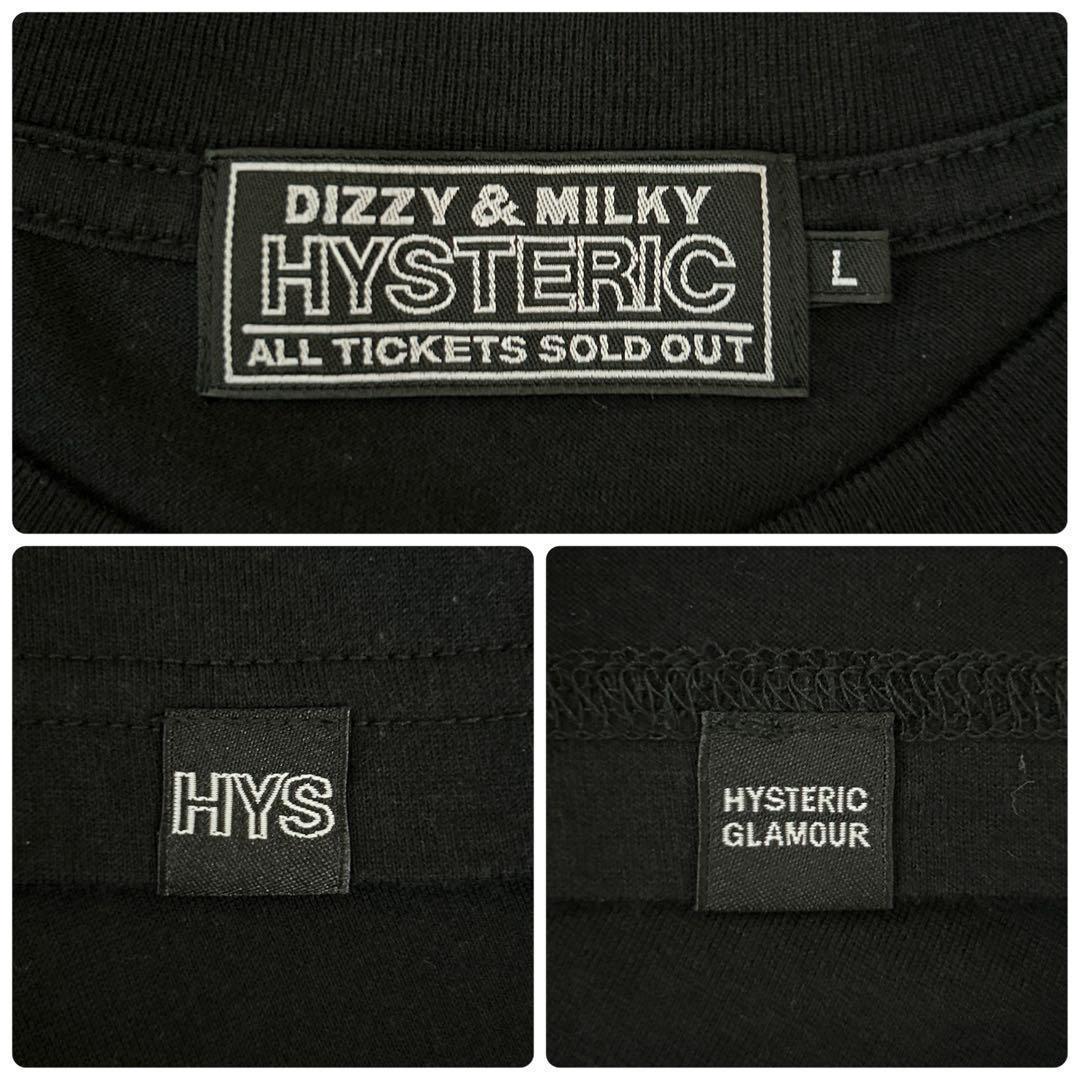 DIZZY & MILKY
HYSTERIC
ALL TICKETS SOLD OUT
L
HYS
HYSTERIC
GLAMOUR